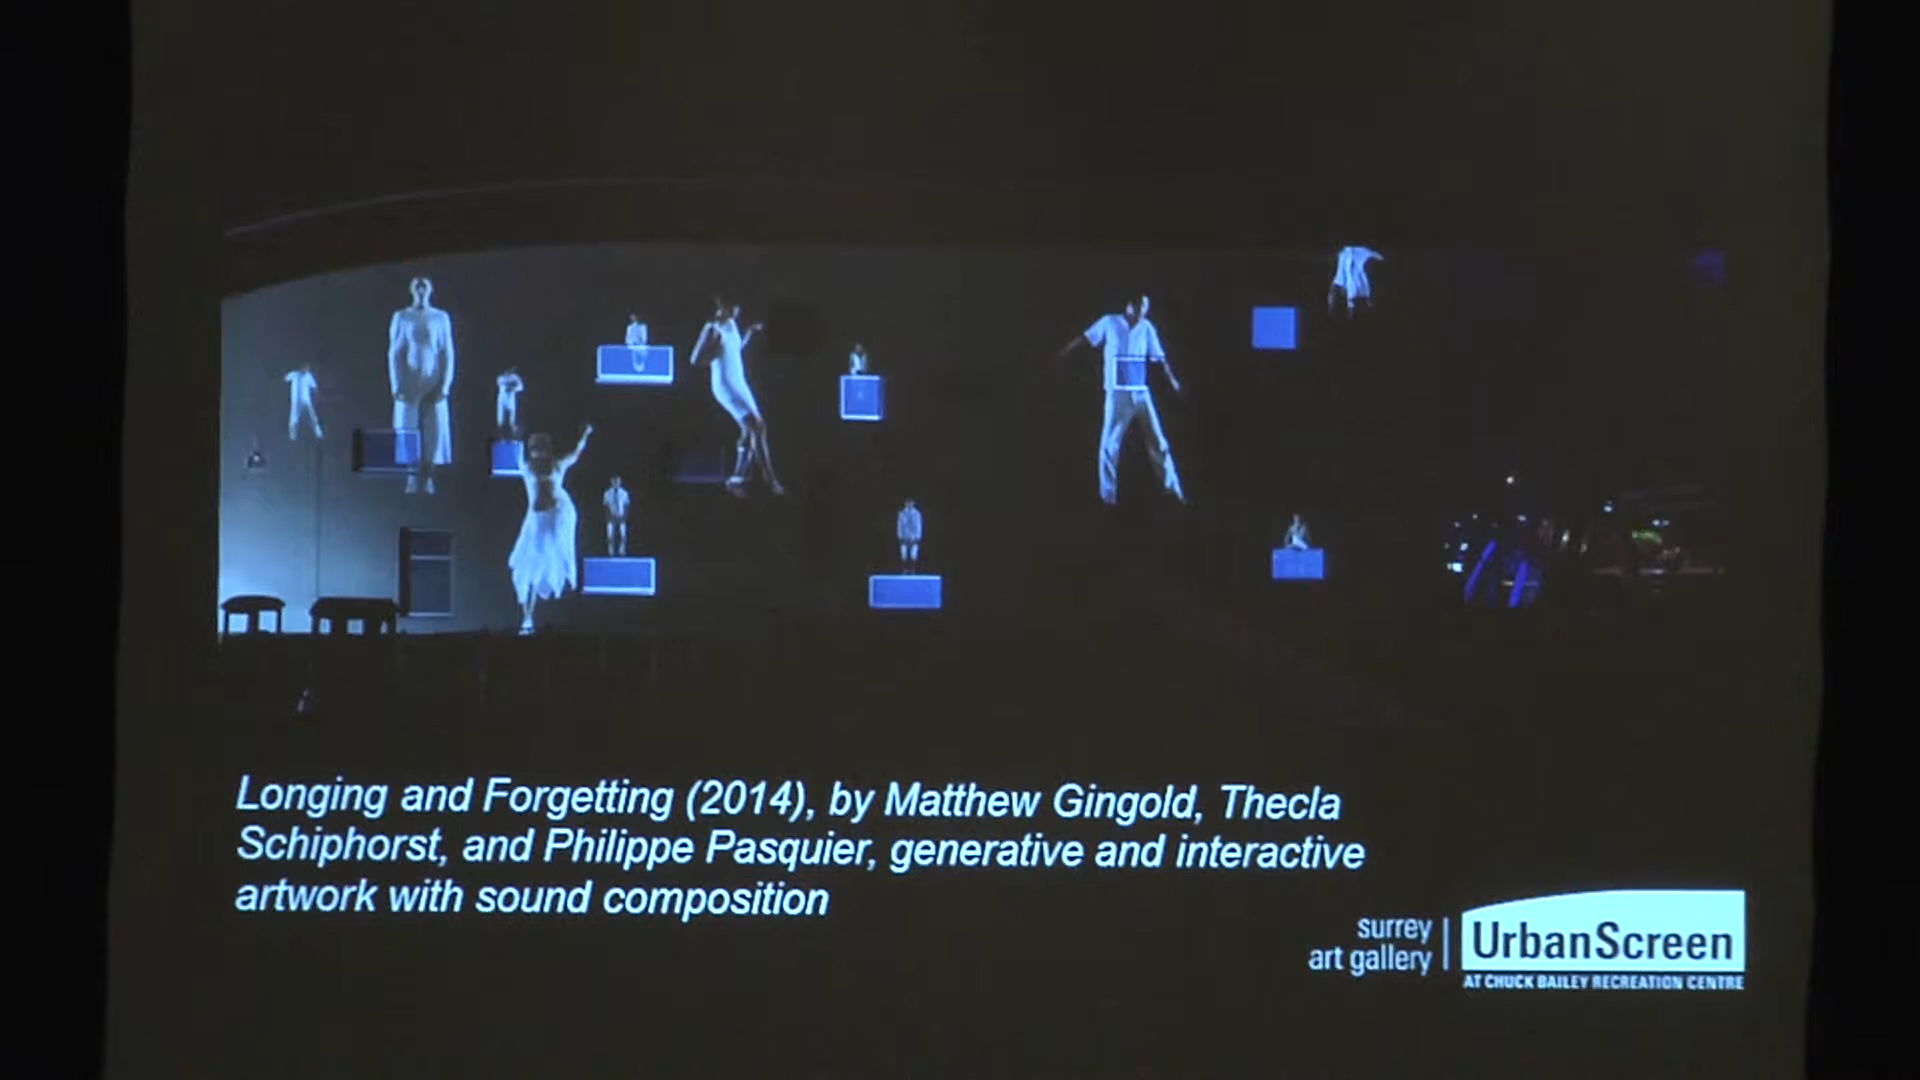 Longing and Forgetting (2014), by Matthew Gingold, Thecla
Schiphorst, and Philippe Pasquier, generative and interactive
artwork with sound composition
surrey
art gallery
UrbanScreen
AT CHUCK BAILEY RECREATION CENTRE